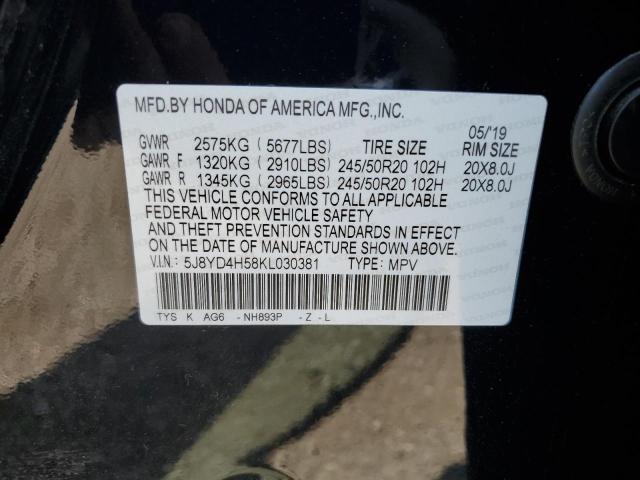 MFD.BY HONDA OF AMERICA MFG.,INC.
05/'19
GVWR 2575KG (5677LBS) TIRE SIZE RIM SIZE
GAWR F 1320KG (2910LBS) 245/50R20 102H 20X8.0J
GAWR R 1345KG (2965LBS) 245/50R20 102H 20X8.0J
THIS VEHICLE CONFORMS TO ALL APPLICABLE
FEDERAL MOTOR VEHICLE SAFETY
AND THEFT PREVENTION STANDARDS IN EFFECT
ON THE DATE OF MANUFACTURE SHOWN ABOVE.
V.I.N.: 5J8YD4H58KL030381 TYPE: MPV
TYS K AG6 - NH893P - Z - L